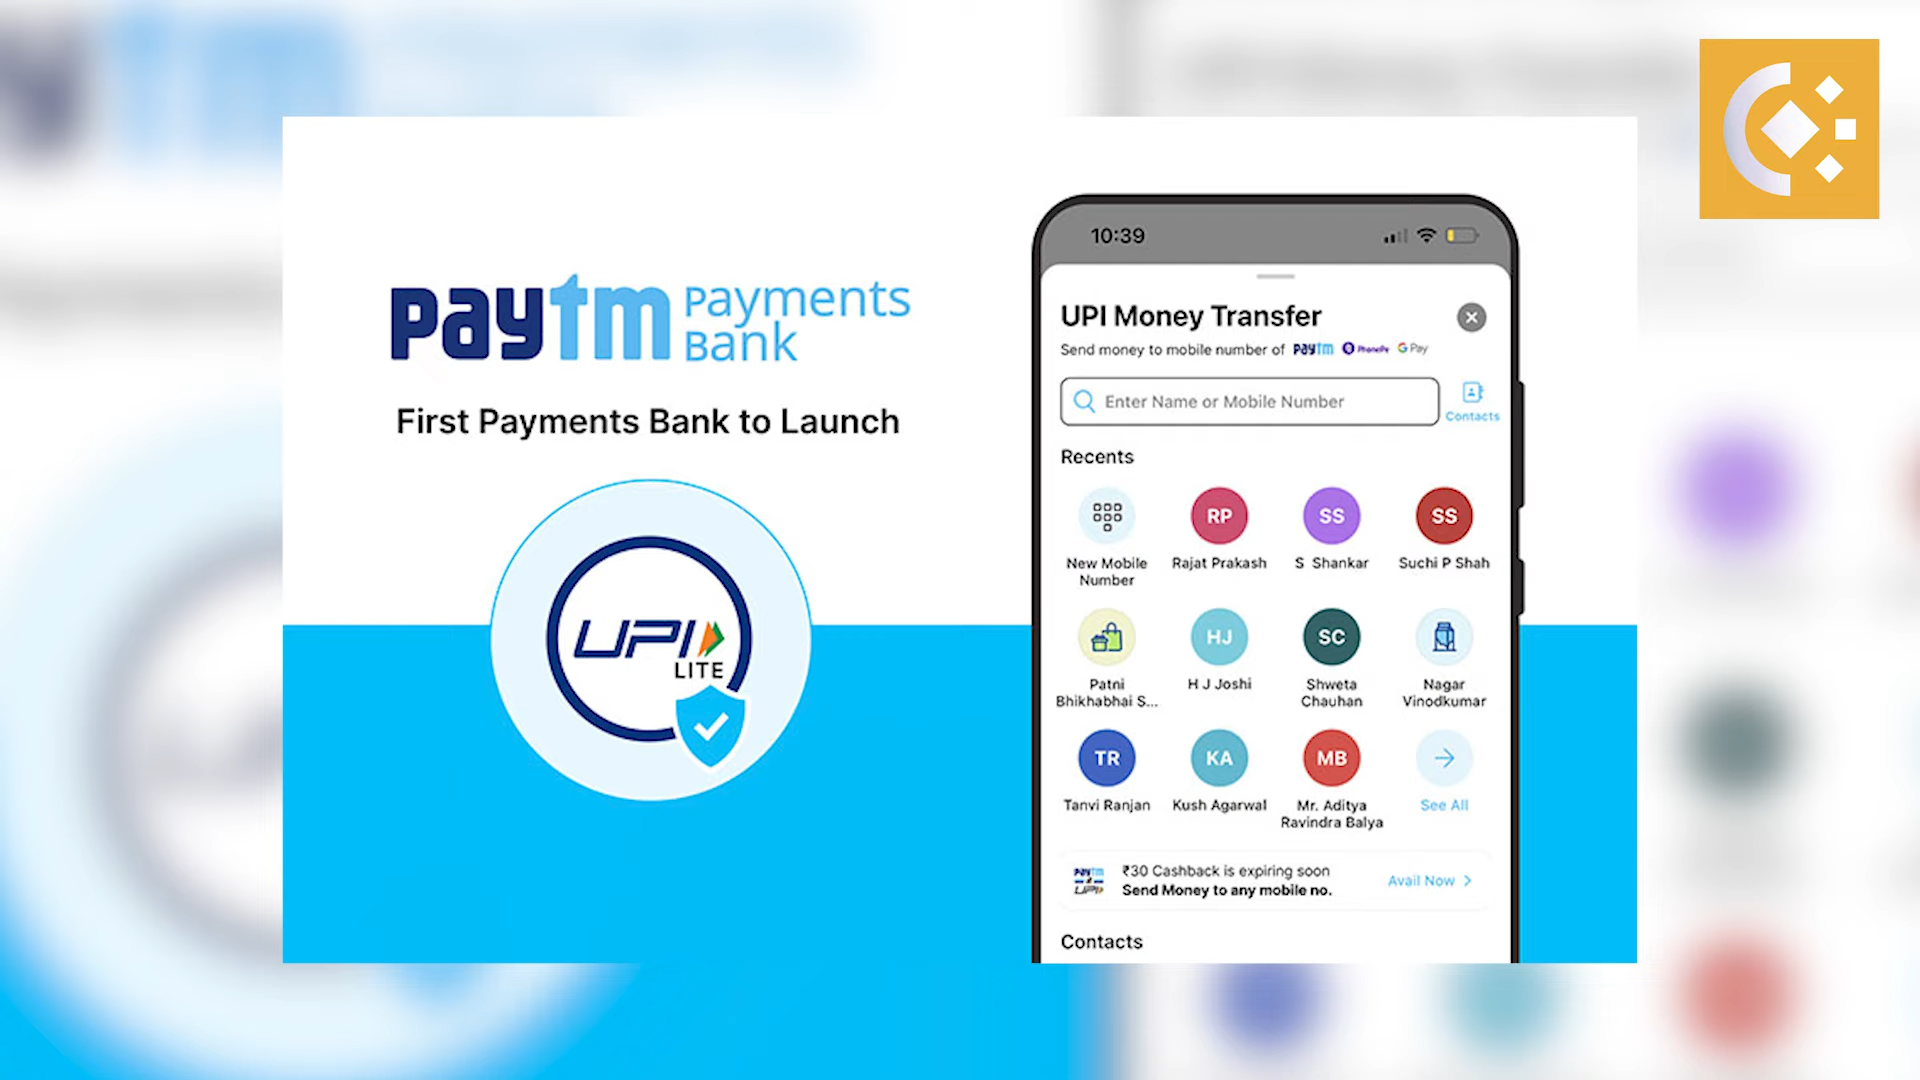 paytm Payments
Bank
First Payments Bank to Launch
UPI
LITE
10:39
UPI Money Transfer
Send money to mobile number of paytm PhonePe G Pay
Enter Name or Mobile Number
Contacts
Recents
New Mobile
Number
RP
Rajat Prakash
SS
S Shankar
SS
Suchi P Shah
Patni
Bhikhabhai S...
HJ
H J Joshi
SC
Shweta
Chauhan
Nagar
Vinodkumar
TR
Tanvi Ranjan
KA
Kush Agarwal
MB
Mr. Aditya
Ravindra Balya
See All
paytm
UPI
₹30 Cashback is expiring soon
Send Money to any mobile no.
Avail Now
Contacts